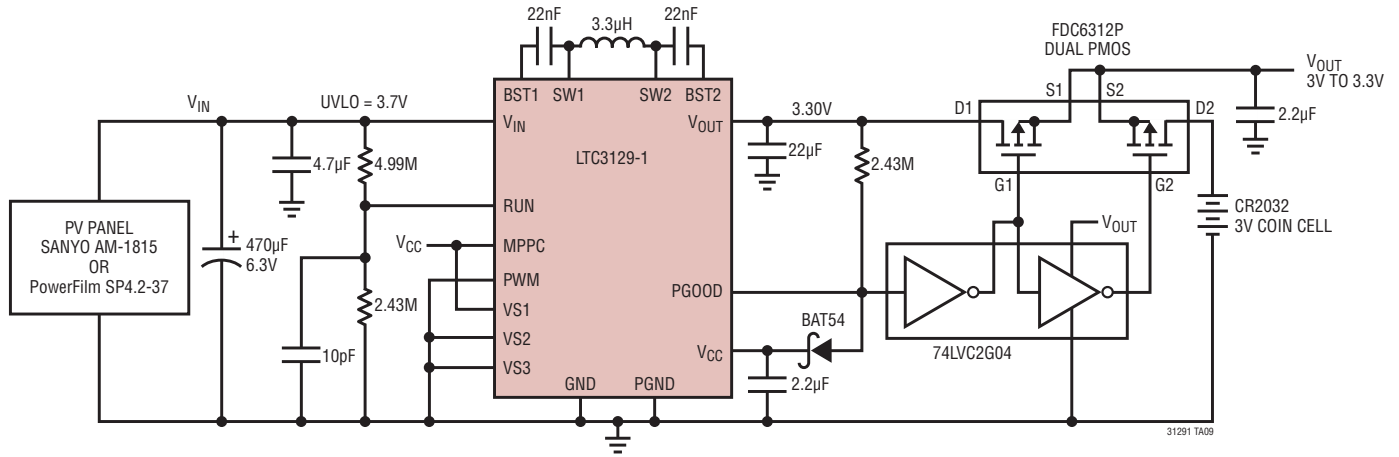 22nF
3.3µH
22nF
FDC6312P
DUAL PMOS
VOUT
3V TO 3.3V
S1
S2
BST1
SW1
SW2
BST2
VIN
UVLO = 3.7V
VIN
VOUT
3.30V
D1
D2
2.2µF
LTC3129-1
4.7µF
4.99M
22µF
2.43M
G1
G2
RUN
PV PANEL
SANYO AM-1815
OR
PowerFilm SP4.2-37
+
470µF
6.3V
VCC
MPPC
VOUT
CR2032
3V COIN CELL
PWM
PGOOD
VS1
2.43M
BAT54
VS2
VCC
74LVC2G04
10pF
VS3
2.2µF
GND
PGND
31291 TA09